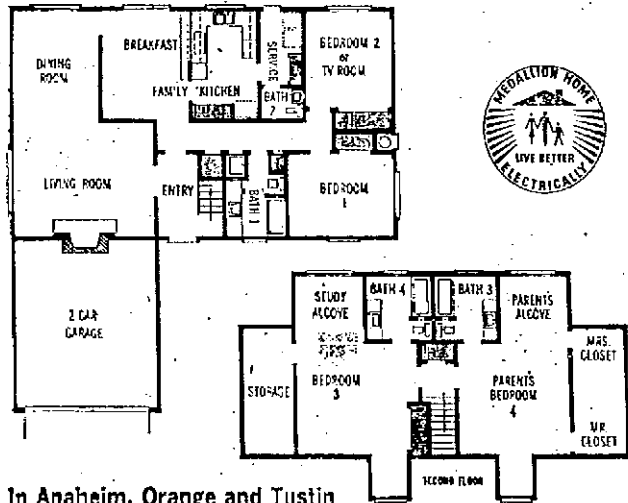 DINING ROOM
BREAKFAST
FAMILY KITCHEN
SERVICE
BATH 2
BEDROOM 2 or TV ROOM
LIVING ROOM
ENTRY
BATH 1
BEDROOM 1
2 CAR GARAGE
MEDALLION HOME
LIVE BETTER
ELECTRICALLY
STUDY ALCOVE
BATH 4
BATH 3
PARENTS ALCOVE
STORAGE
BEDROOM 3
PARENTS BEDROOM 4
MRS. CLOSET
MR CLOSET
SECOND FLOOR
In Anaheim, Orange and Tustin